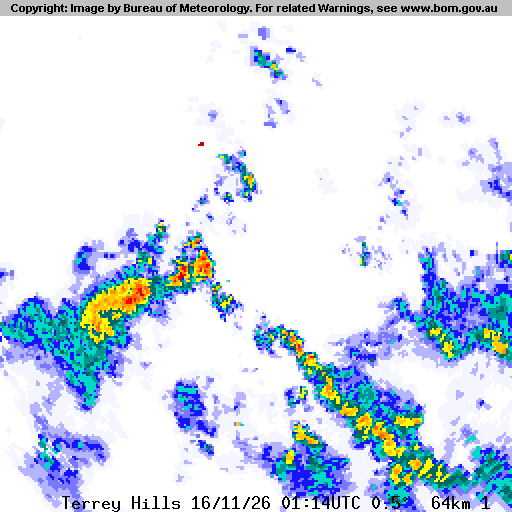 Copyright: Image by Bureau of Meteorology. For related Warnings, see www.bom.gov.au
Terrey Hills 16/11/26 01:14UTC 0.5° 64km 1